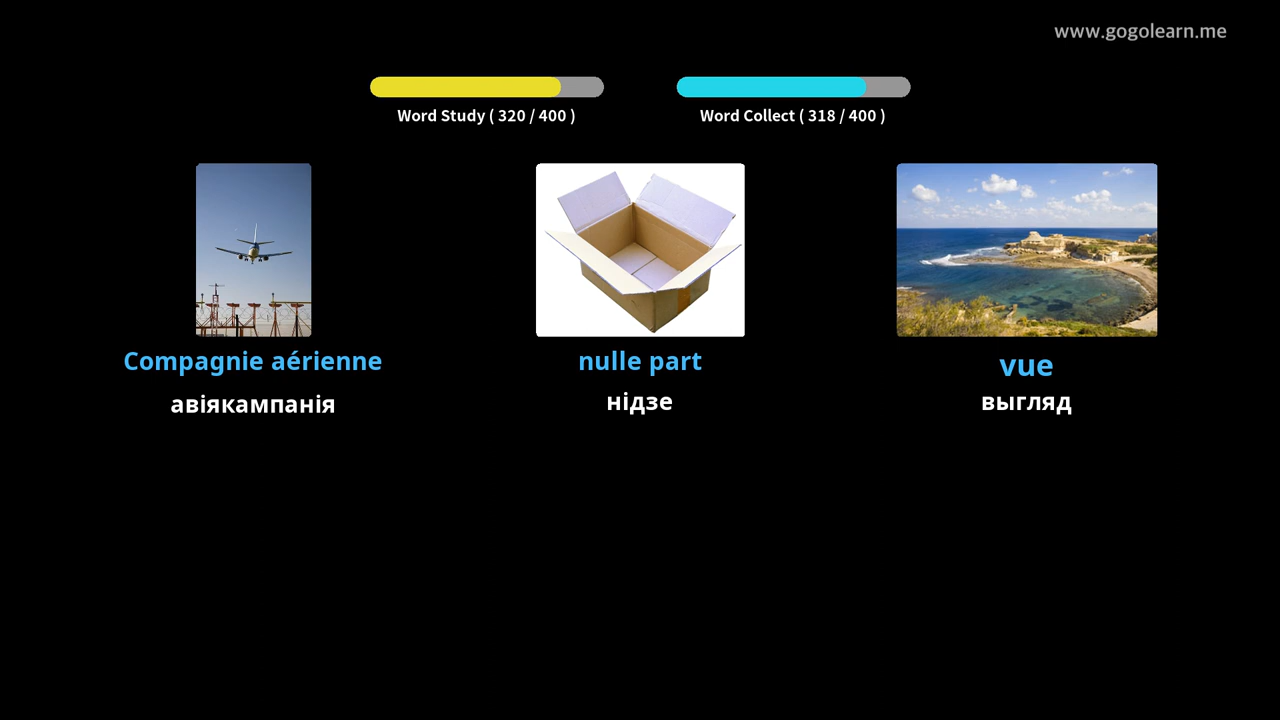 www.gogolearn.me
Word Study ( 320 / 400 )
Word Collect ( 318 / 400 )
Compagnie aérienne
nulle part
vue
авіякампанія
нідзе
выгляд